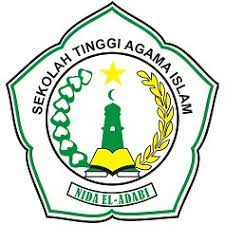 SEKOLAH TINGGI AGAMA ISLAM
NIDA EL-ADABI